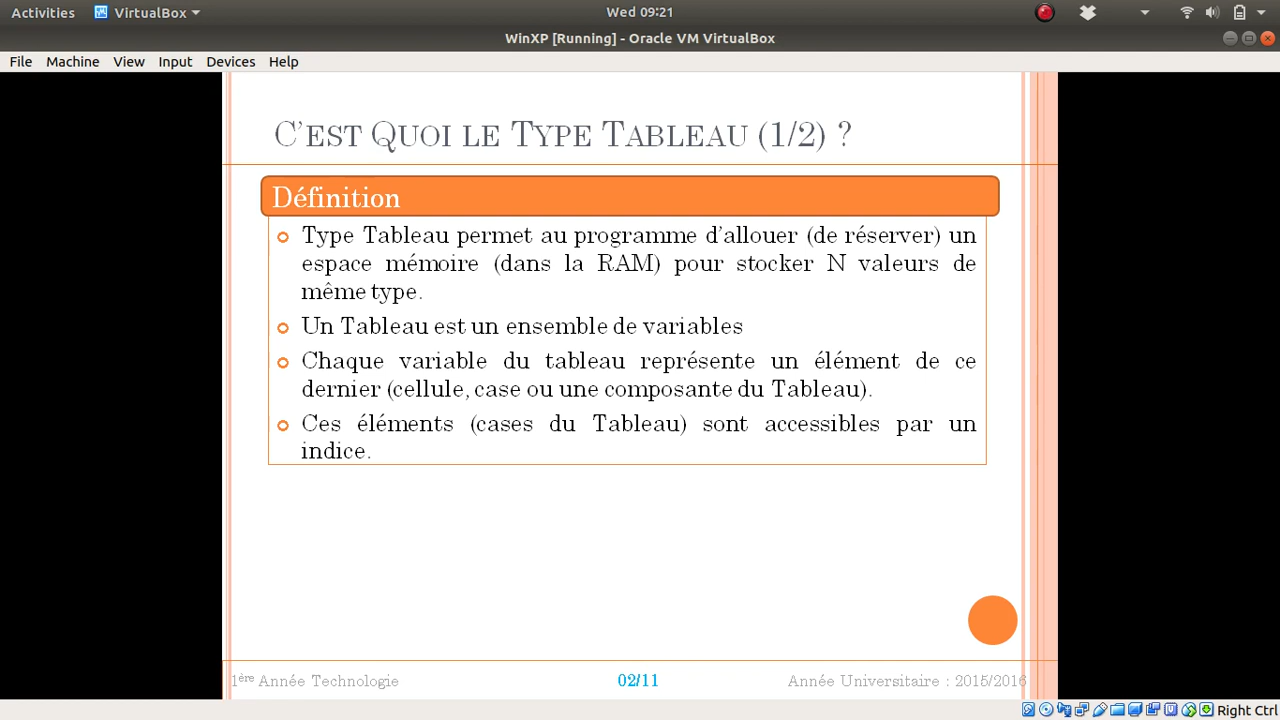 Activities VirtualBox Wed 09:21
WinXP [Running] - Oracle VM VirtualBox
File Machine View Input Devices Help
C'EST QUOI LE TYPE TABLEAU (1/2) ?
Définition
Type Tableau permet au programme d'allouer (de réserver) un
espace mémoire (dans la RAM) pour stocker N valeurs de
même type.
Un Tableau est un ensemble de variables
Chaque variable du tableau représente un élément de ce
dernier (cellule, case ou une composante du Tableau).
Ces éléments (cases du Tableau) sont accessibles par un
indice.
1ère Année Technologie 02/11 Année Universitaire : 2015/2016
Right Ctrl